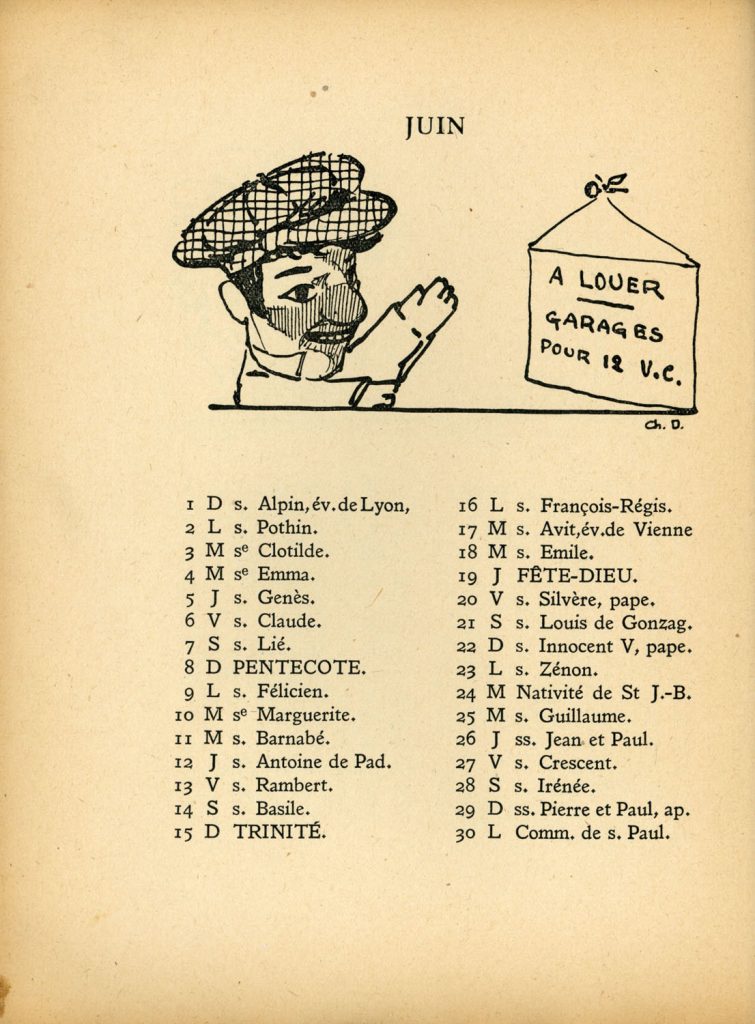 JUIN
A LOUER
GARAGES
POUR 12 V.C.
Ch. D.
1 D s. Alpin, év. de Lyon,
2 L s. Pothin.
3 M sᵉ Clotilde.
4 M sᵉ Emma.
5 J s. Genès.
6 V s. Claude.
7 S s. Lié.
8 D PENTECOTE.
9 L s. Félicien.
10 M sᵉ Marguerite.
11 M s. Barnabé.
12 J s. Antoine de Pad.
13 V s. Rambert.
14 S s. Basile.
15 D TRINITÉ.
16 L s. François-Régis.
17 M s. Avit, év. de Vienne
18 M s. Emile.
19 J FÊTE-DIEU.
20 V s. Silvère, pape.
21 S s. Louis de Gonzag.
22 D s. Innocent V, pape.
23 L s. Zénon.
24 M Nativité de St J.-B.
25 M s. Guillaume.
26 J ss. Jean et Paul.
27 V s. Crescent.
28 S s. Irénée.
29 D ss. Pierre et Paul, ap.
30 L Comm. de s. Paul.